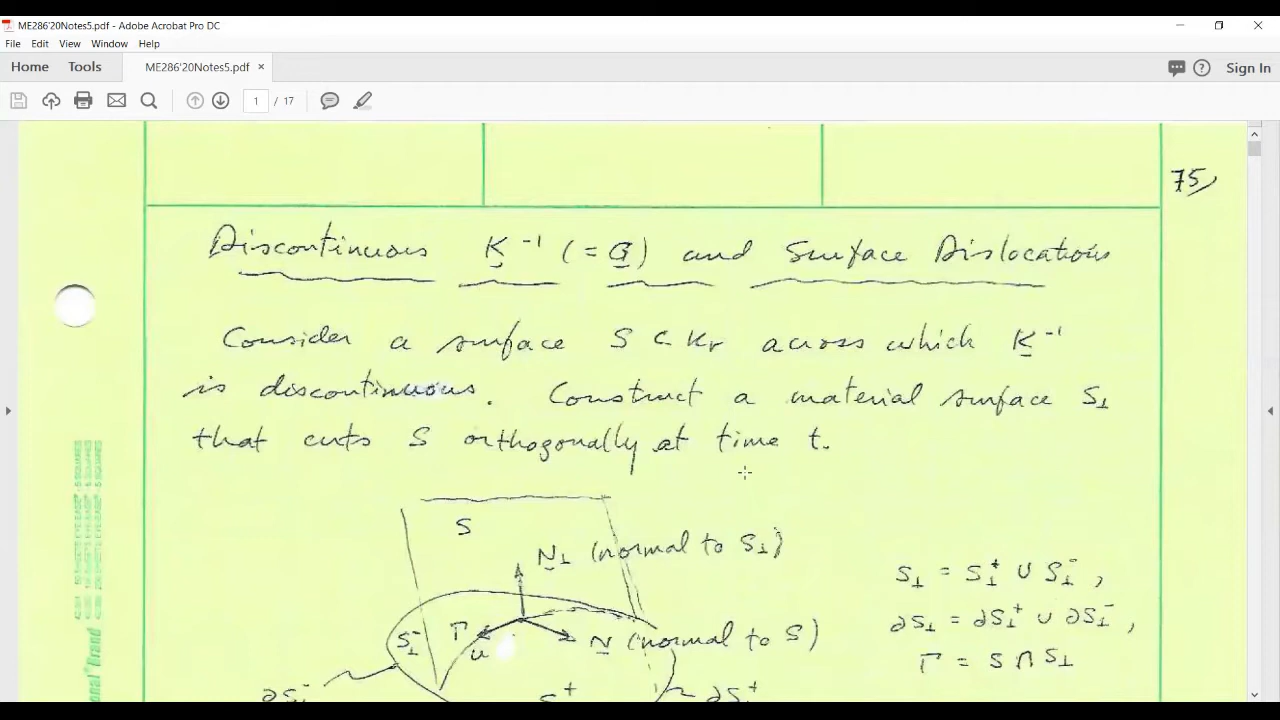 ME286'20Notes5.pdf - Adobe Acrobat Pro DC
File Edit View Window Help
Home Tools ME286'20Notes5.pdf × Sign In
1 / 17
75
Discontinuous K⁻¹ (= G) and Surface Dislocations
Consider a surface S ⊂ κr across which K⁻¹
is discontinuous. Construct a material surface S⊥
that cuts S orthogonally at time t.
S
N⊥ (normal to S⊥)
S⊥ = S⊥⁺ ∪ S⊥⁻,
∂S⊥ = ∂S⊥⁺ ∪ ∂S⊥⁻,
Γ = S ∩ S⊥
S⊥⁻ Γ u N (normal to S)
∂S⊥⁻ S⁺ ∂S⊥⁺